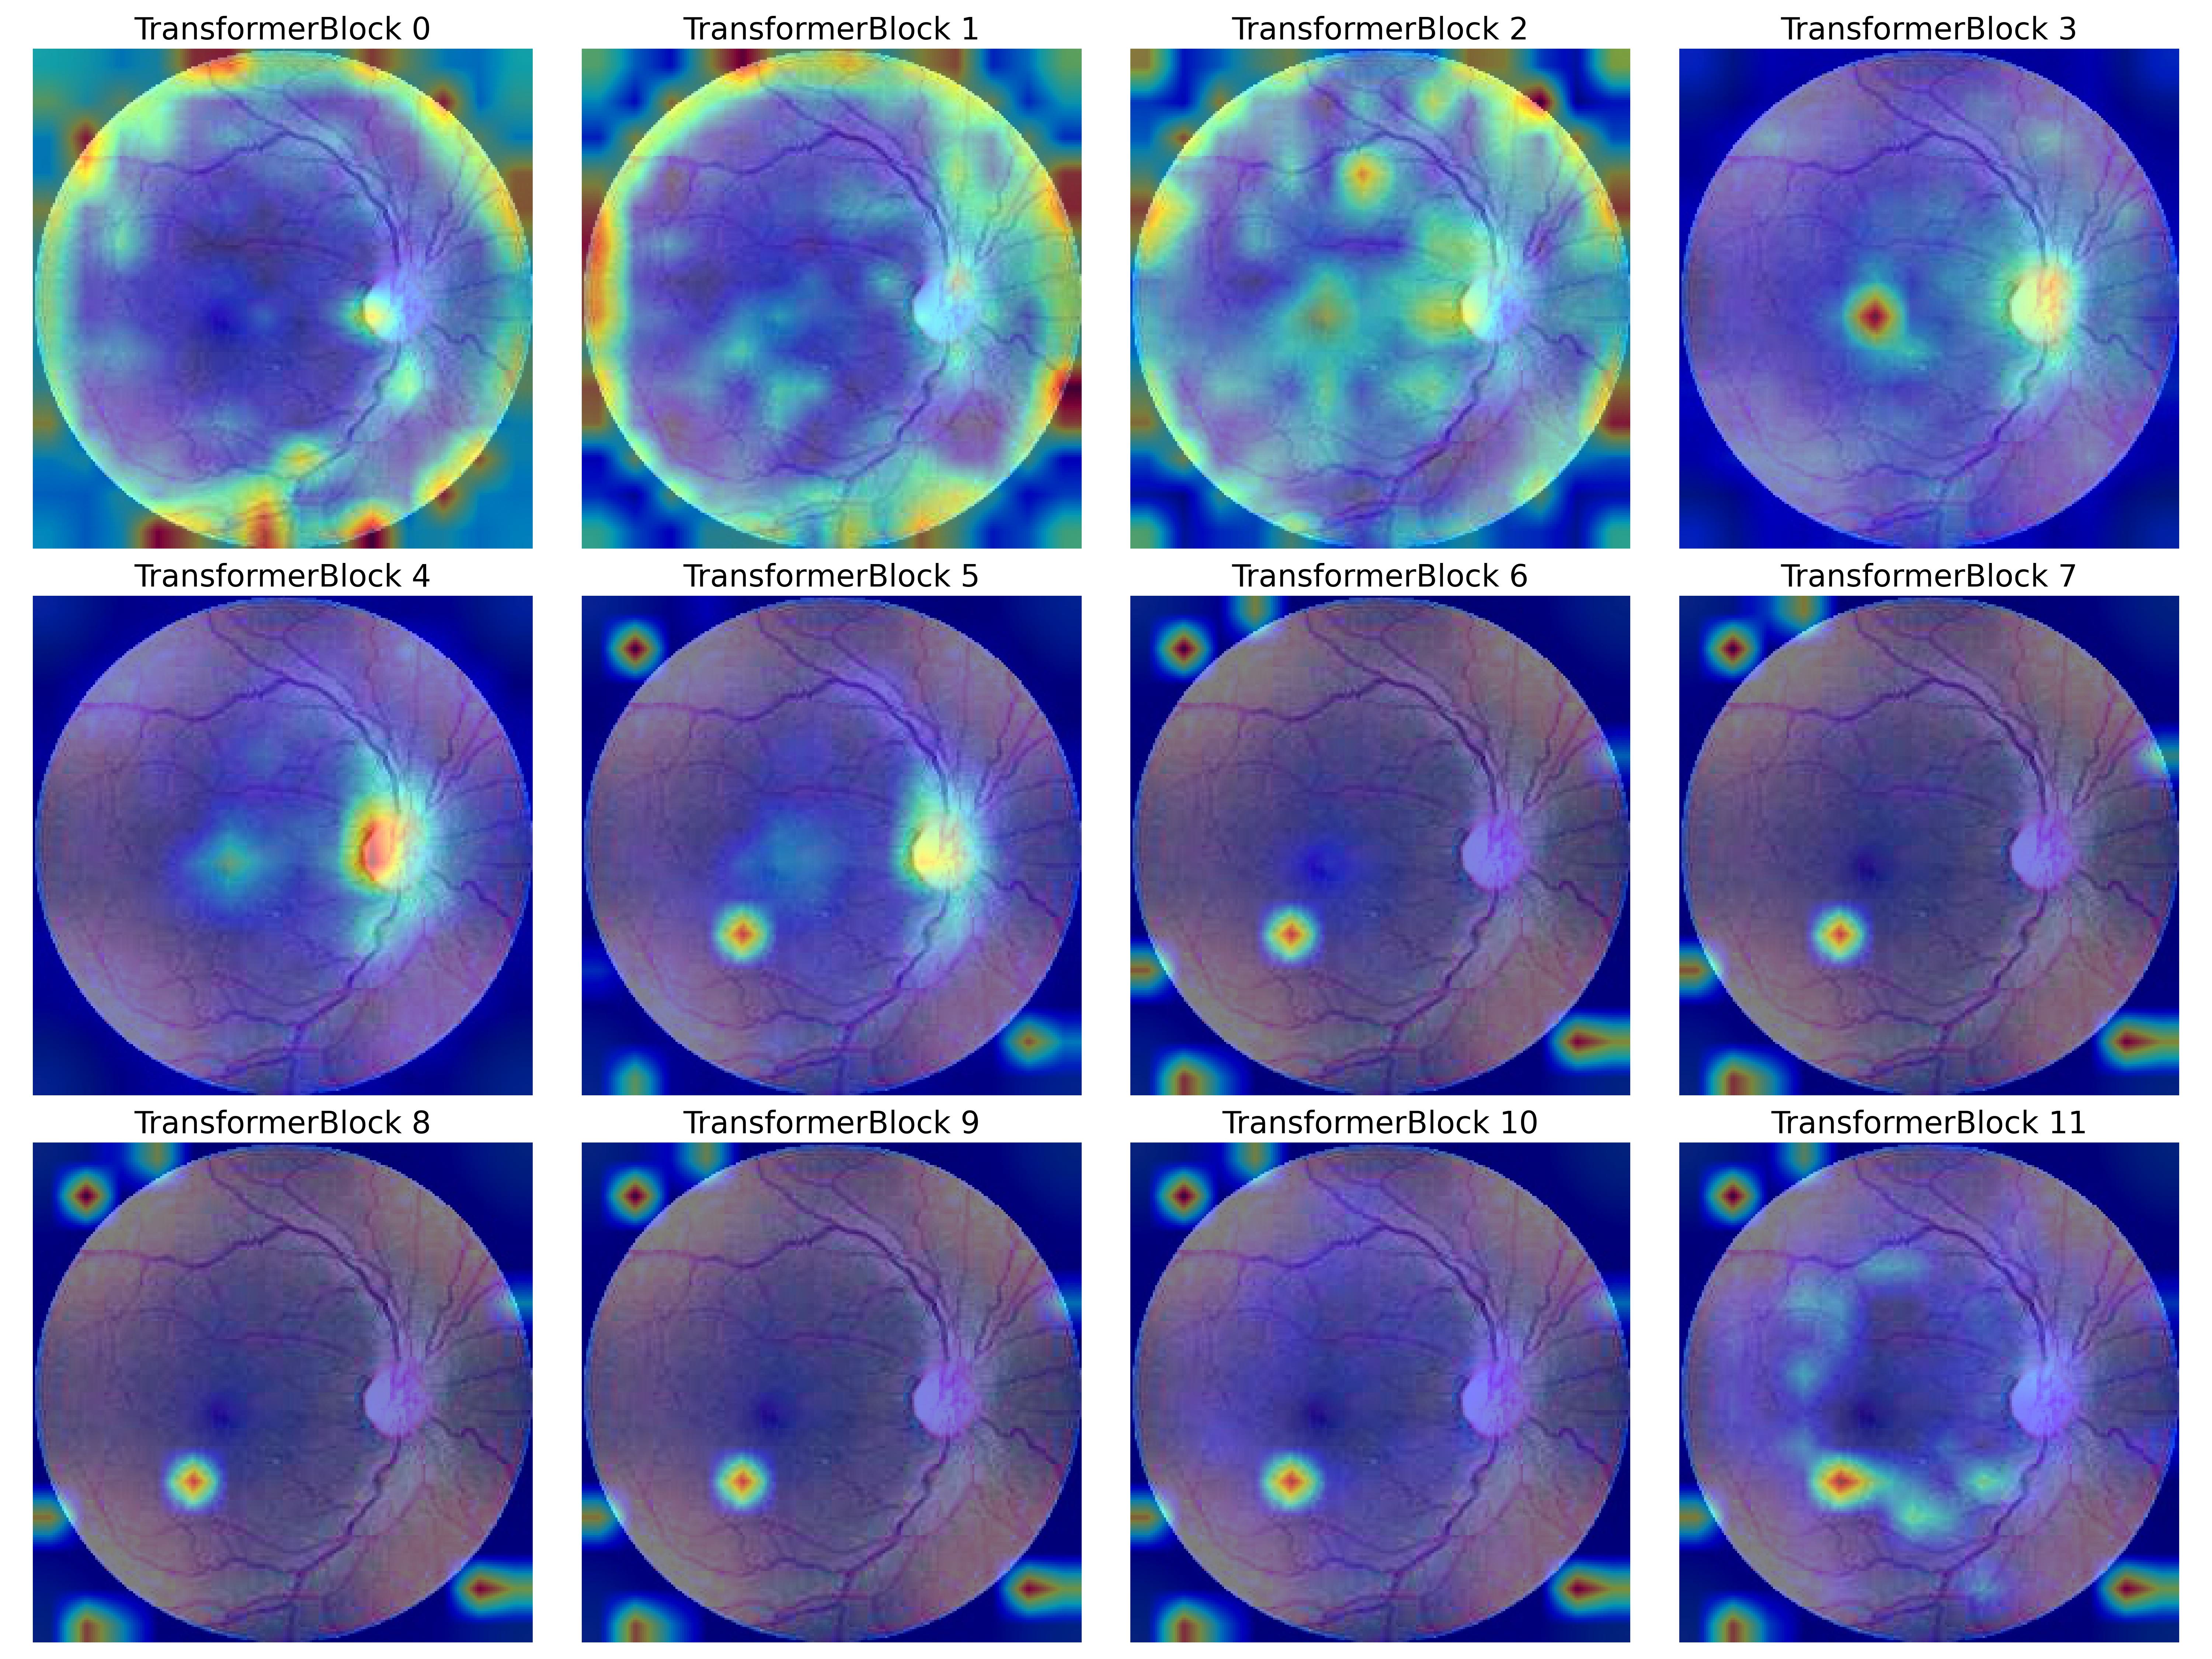 TransformerBlock 0
TransformerBlock 1
TransformerBlock 2
TransformerBlock 3
TransformerBlock 4
TransformerBlock 5
TransformerBlock 6
TransformerBlock 7
TransformerBlock 8
TransformerBlock 9
TransformerBlock 10
TransformerBlock 11